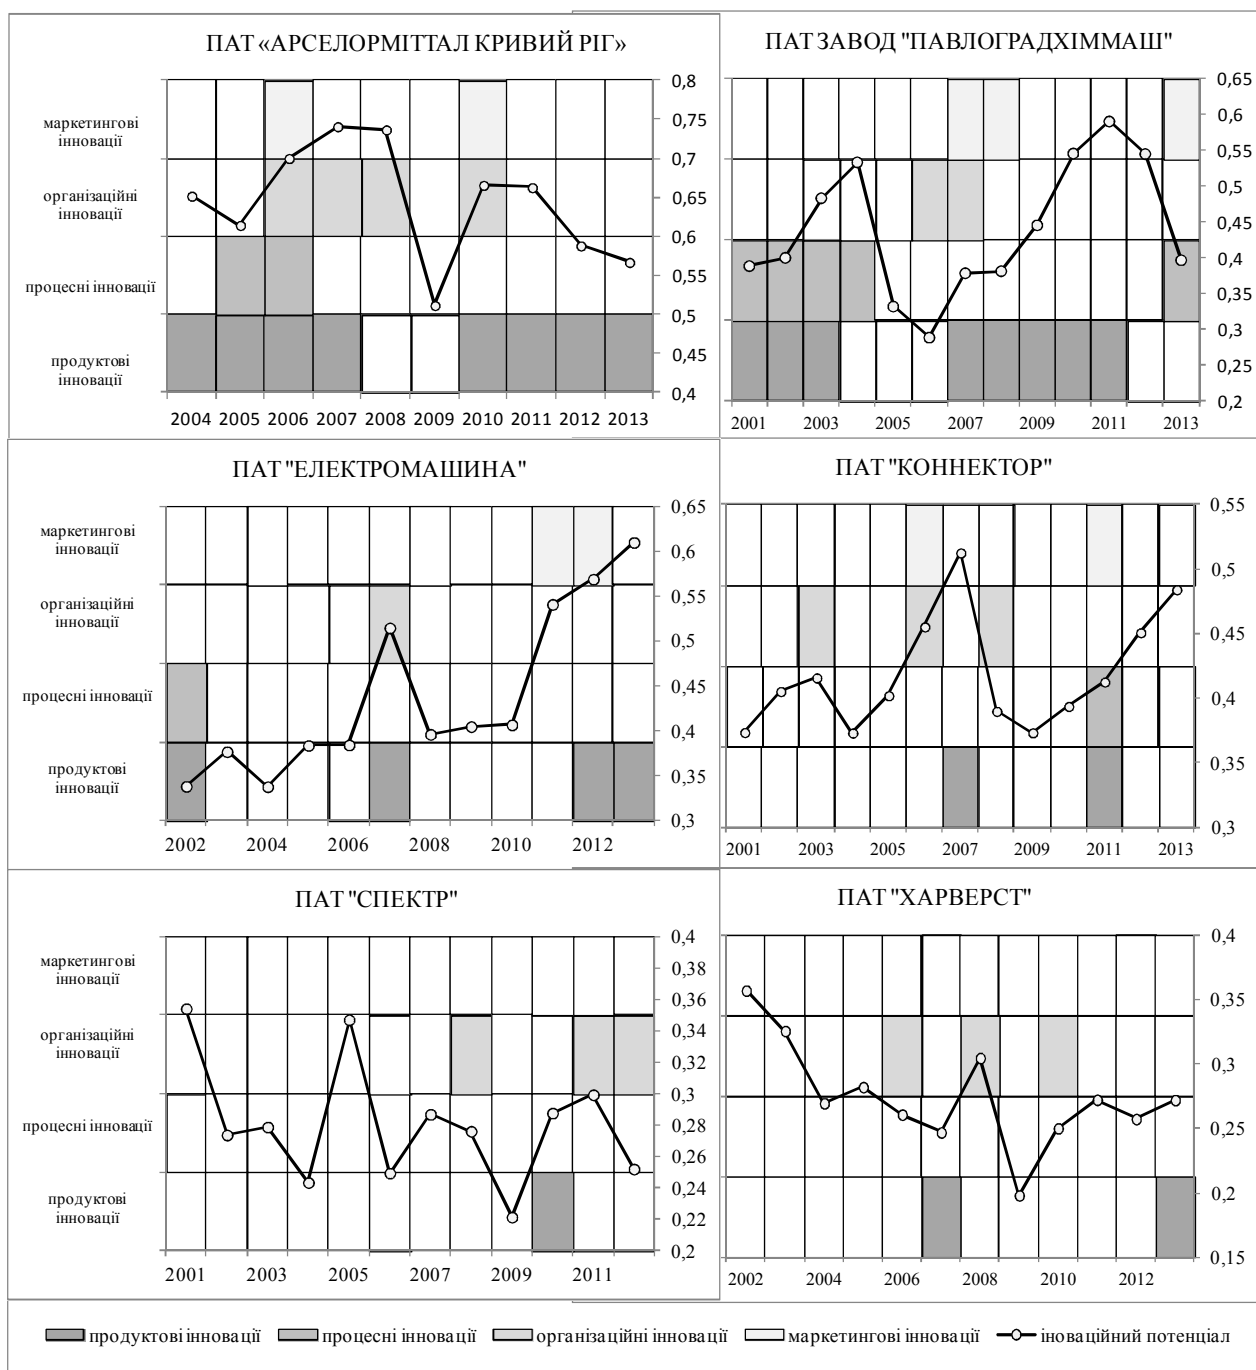 ПАТ «АРСЕЛОРМІТТАЛ КРИВИЙ РІГ»
маркетингові
інновації
організаційні
інновації
процесні інновації
продуктові
інновації
0,8
0,75
0,7
0,65
0,6
0,55
0,5
0,45
0,4
2004 2005 2006 2007 2008 2009 2010 2011 2012 2013
ПАТ ЗАВОД "ПАВЛОГРАДХІММАШ"
0,65
0,6
0,55
0,5
0,45
0,4
0,35
0,3
0,25
0,2
2001 2003 2005 2007 2009 2011 2013
ПАТ "ЕЛЕКТРОМАШИНА"
маркетингові
інновації
організаційні
інновації
процесні інновації
продуктові
інновації
0,65
0,6
0,55
0,5
0,45
0,4
0,35
0,3
2002 2004 2006 2008 2010 2012
ПАТ "КОННЕКТОР"
0,55
0,5
0,45
0,4
0,35
0,3
2001 2003 2005 2007 2009 2011 2013
ПАТ "СПЕКТР"
маркетингові
інновації
організаційні
інновації
процесні інновації
продуктові
інновації
0,4
0,38
0,36
0,34
0,32
0,3
0,28
0,26
0,24
0,22
0,2
2001 2003 2005 2007 2009 2011
ПАТ "ХАРВЕРСТ"
0,4
0,35
0,3
0,25
0,2
0,15
2002 2004 2006 2008 2010 2012
продуктові інновації процесні інновації організаційні інновації маркетингові інновації іноваційний потенціал